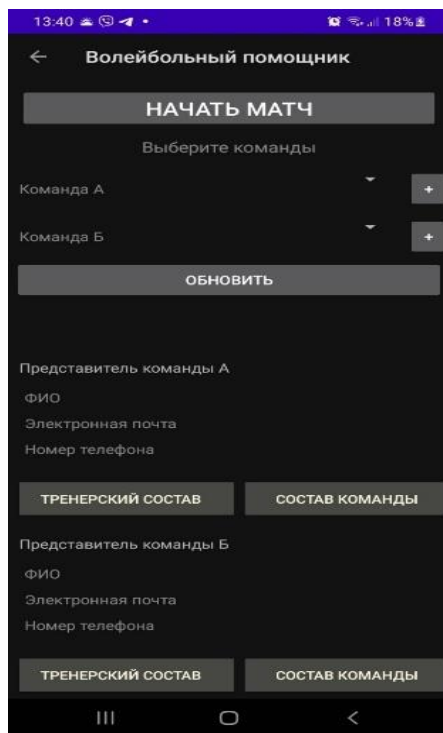 13:40 18%
Волейбольный помощник
НАЧАТЬ МАТЧ
Выберите команды
Команда А +
Команда Б +
ОБНОВИТЬ
Представитель команды А
ФИО
Электронная почта
Номер телефона
ТРЕНЕРСКИЙ СОСТАВ СОСТАВ КОМАНДЫ
Представитель команды Б
ФИО
Электронная почта
Номер телефона
ТРЕНЕРСКИЙ СОСТАВ СОСТАВ КОМАНДЫ